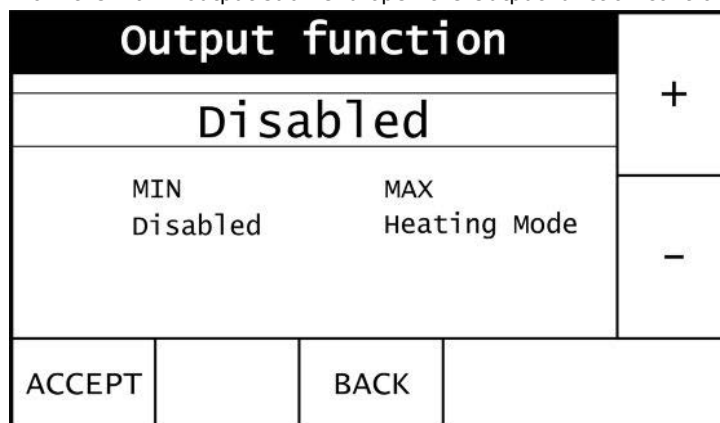 Output function
Disabled
+
MIN MAX
Disabled Heating Mode
-
ACCEPT BACK